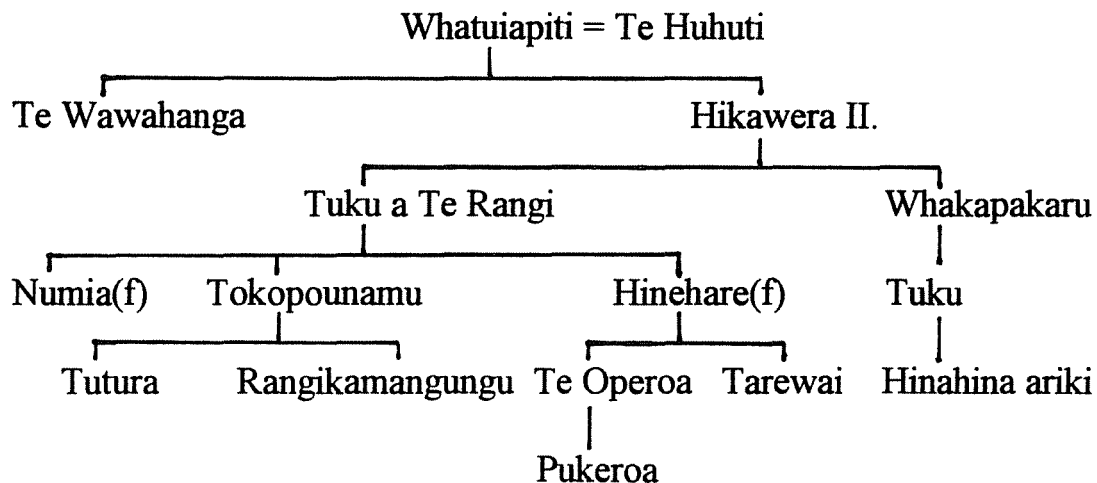 Whatuiapiti = Te Huhuti
Te Wawahanga Hikawera II.
Tuku a Te Rangi Whakapakaru
Numia(f) Tokopounamu Hinehare(f) Tuku
Tutura Rangikamangungu Te Operoa Tarewai Hinahina ariki
Pukeroa